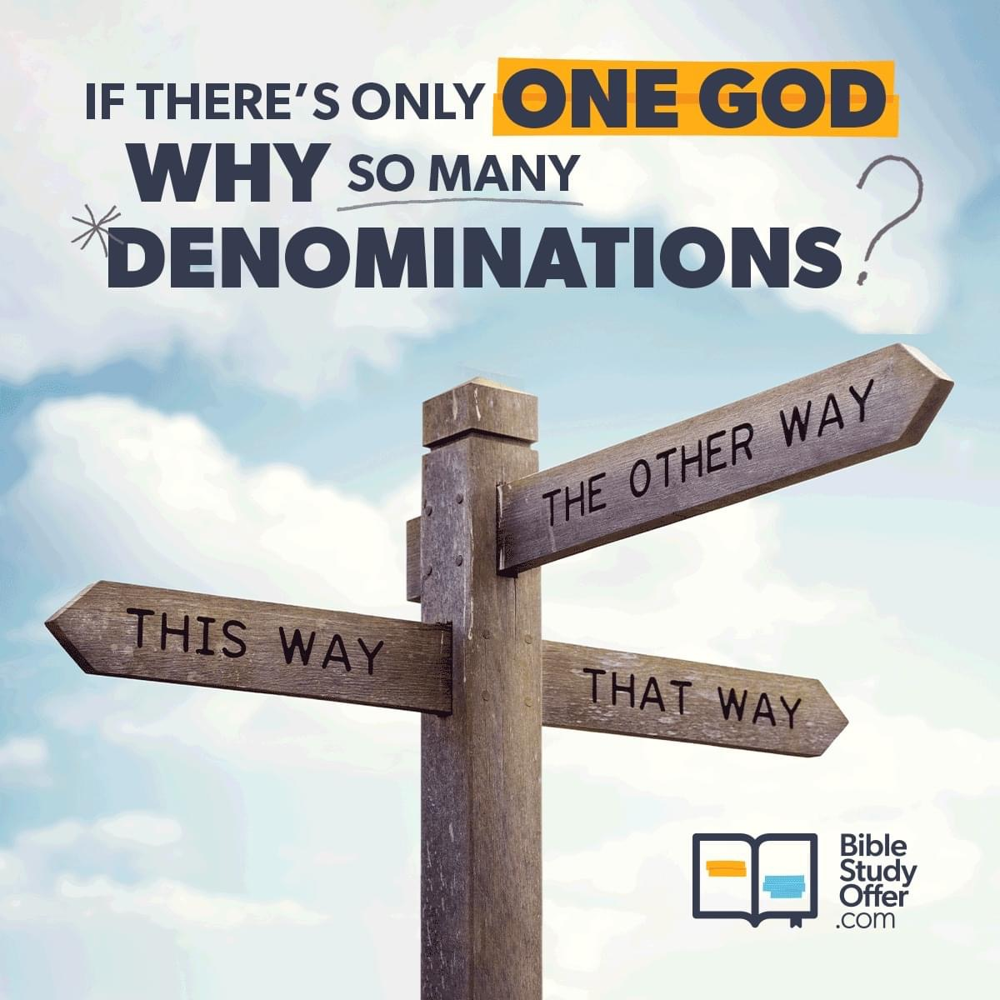 IF THERE'S ONLY ONE GOD
WHY SO MANY
*DENOMINATIONS?
THE OTHER WAY
THIS WAY
THAT WAY
Bible
Study
Offer
.com